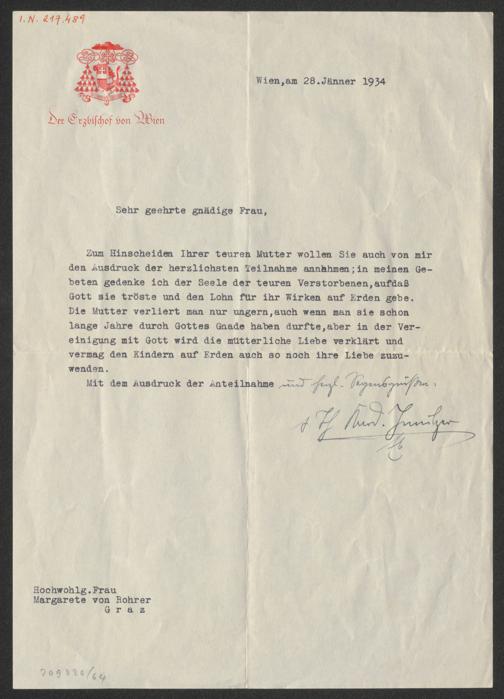 I.N. 217.489
Der Erzbischof von Wien
Wien,am 28.Jänner 1934
Sehr geehrte gnädige Frau,
Zum Hinscheiden Ihrer teuren Mutter wollen Sie auch von mir
den Ausdruck der herzlichsten Teilnahme annhmen;in meinen Ge-
beten gedenke ich der Seele der teuren Verstorbenen,aufdaß
Gott sie tröste und den Lohn für ihr Wirken auf Erden gebe.
Die Mutter verliert man nur ungern,auch wenn man sie schon
lange Jahre durch Gottes Gnade haben durfte,aber in der Ver-
einigung mit Gott wird die mütterliche Liebe verklärt und
vermag den Kindern auf Erden auch so noch ihre Liebe zuzu-
wenden.
Mit dem Ausdruck der Anteilnahme und herzl. Segensgrüßen.
+ Th Kard. Innitzer
Hochwohlg.Frau
Margarete von Rohrer
G r a z